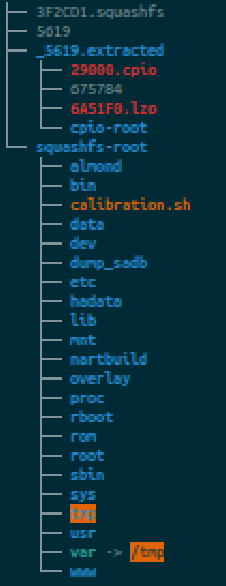 3F2CD1.squashfs
5619
_5619.extracted
29000.cpio
675784
6A51F0.lzo
cpio-root
squashfs-root
almond
bin
calibration.sh
data
dev
dump_sadb
etc
hadata
lib
mnt
nartbuild
overlay
proc
rboot
rom
root
sbin
sys
tmp
usr
var -> /tmp
www